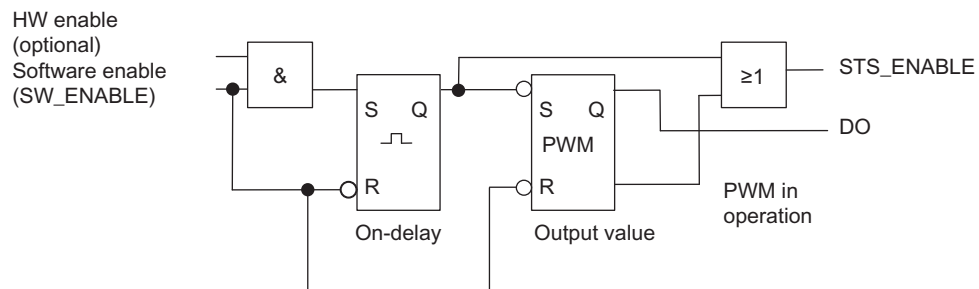 HW enable
(optional)
Software enable
(SW_ENABLE)
&
S Q
R
On-delay
S Q
PWM
R
Output value
≥1
STS_ENABLE
DO
PWM in
operation